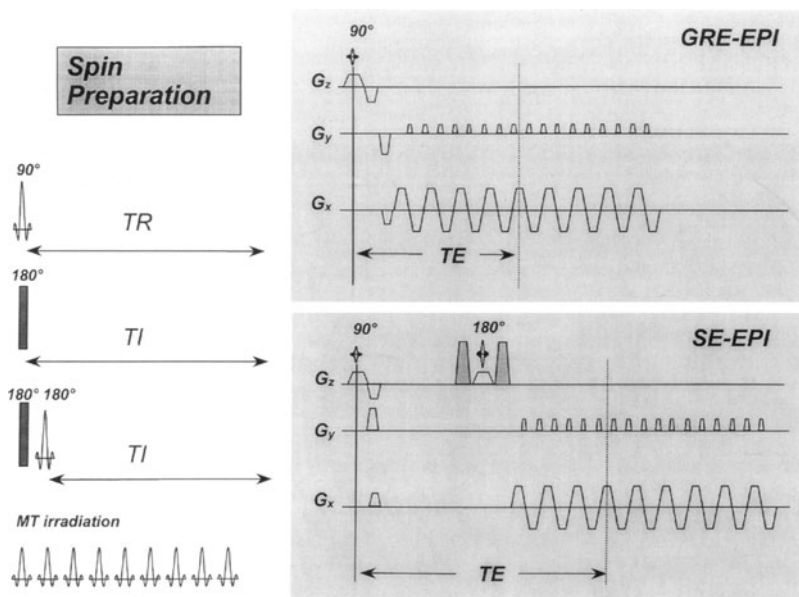 Spin
Preparation
90°
TR
180°
TI
180° 180°
TI
MT irradiation
GRE-EPI
90°
Gz
Gy
Gx
TE
SE-EPI
90°
180°
Gz
Gy
Gx
TE